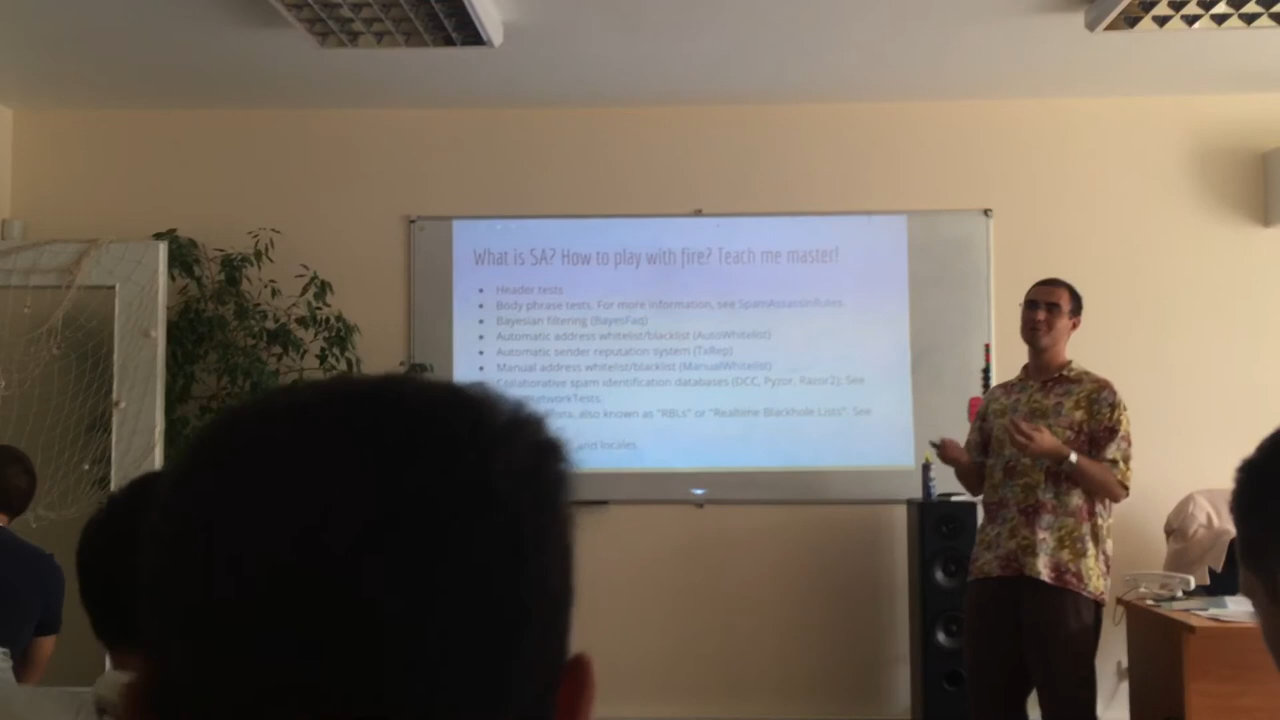 What is SA? How to play with fire? Teach me master!
Header tests
Body phrase tests. For more information, see SpamAssassinRules.
Bayesian filtering (BayesFaq)
Automatic address whitelist/blacklist (AutoWhitelist)
Automatic sender reputation system (TxRep)
Manual address whitelist/blacklist (ManualWhitelist)
Collaborative spam identification databases (DCC, Pyzor, Razor2); See
also known as "RBLs" or "Realtime Blackhole Lists". See
and locales